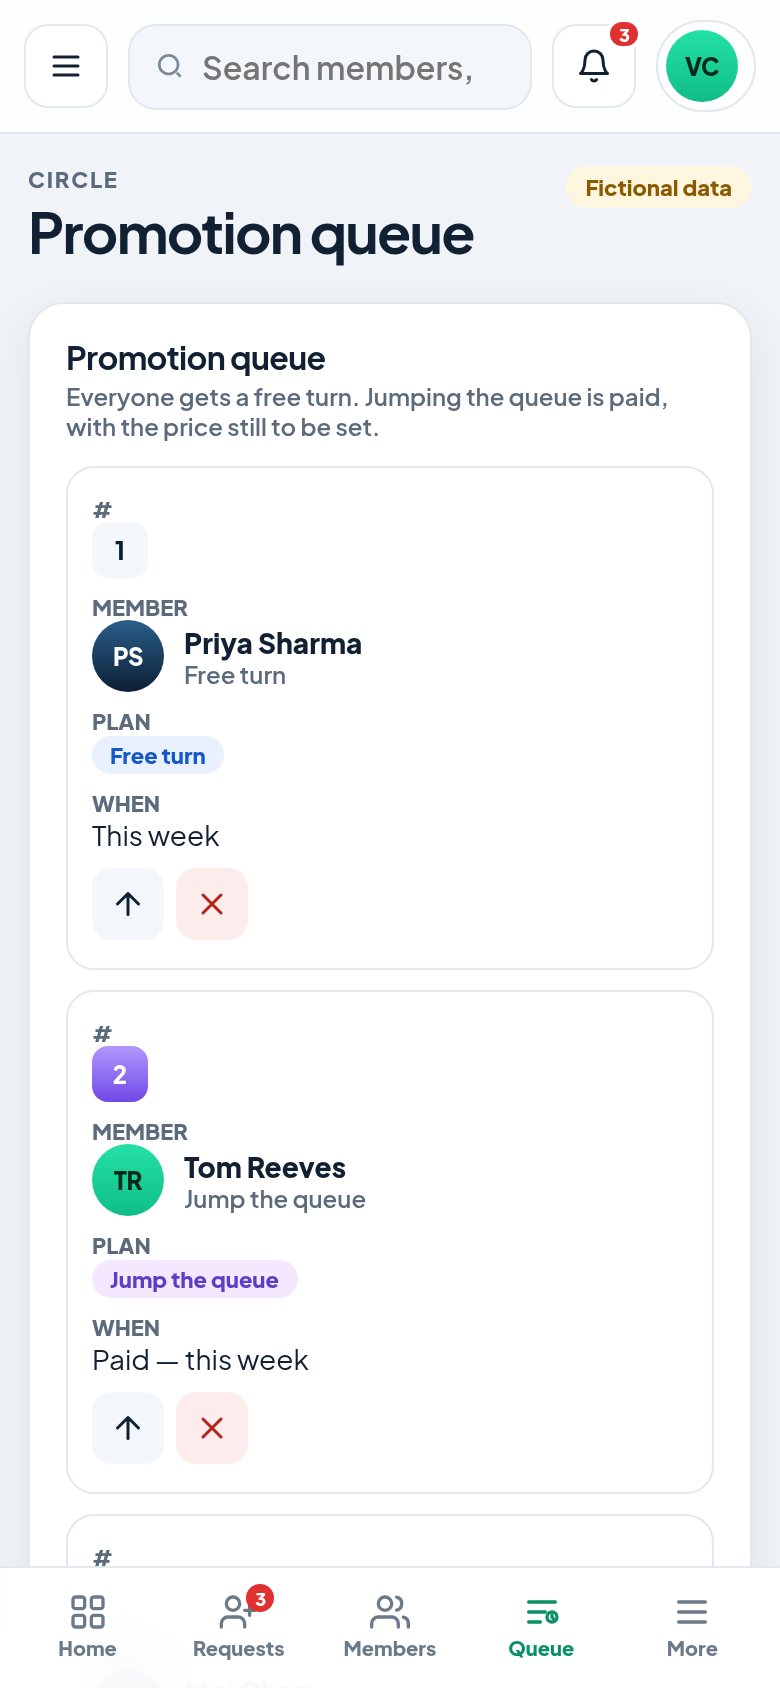 Search members,
3
VC
CIRCLE
Fictional data
Promotion queue
Promotion queue
Everyone gets a free turn. Jumping the queue is paid,
with the price still to be set.
#
1
MEMBER
PS
Priya Sharma
Free turn
PLAN
Free turn
WHEN
This week
#
2
MEMBER
TR
Tom Reeves
Jump the queue
PLAN
Jump the queue
WHEN
Paid — this week
#
3
Home
Requests
Members
Queue
More